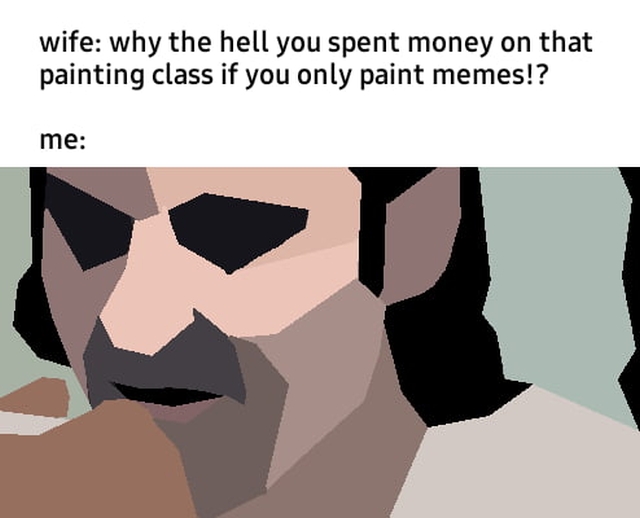 wife: why the hell you spent money on that
painting class if you only paint memes!?
me: